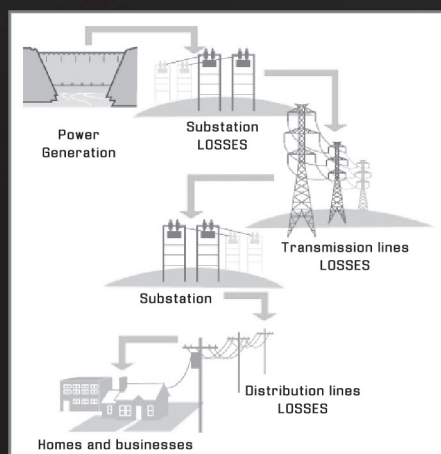 Power
Generation
Substation
LOSSES
Transmission lines
LOSSES
Substation
Distribution lines
LOSSES
Homes and businesses